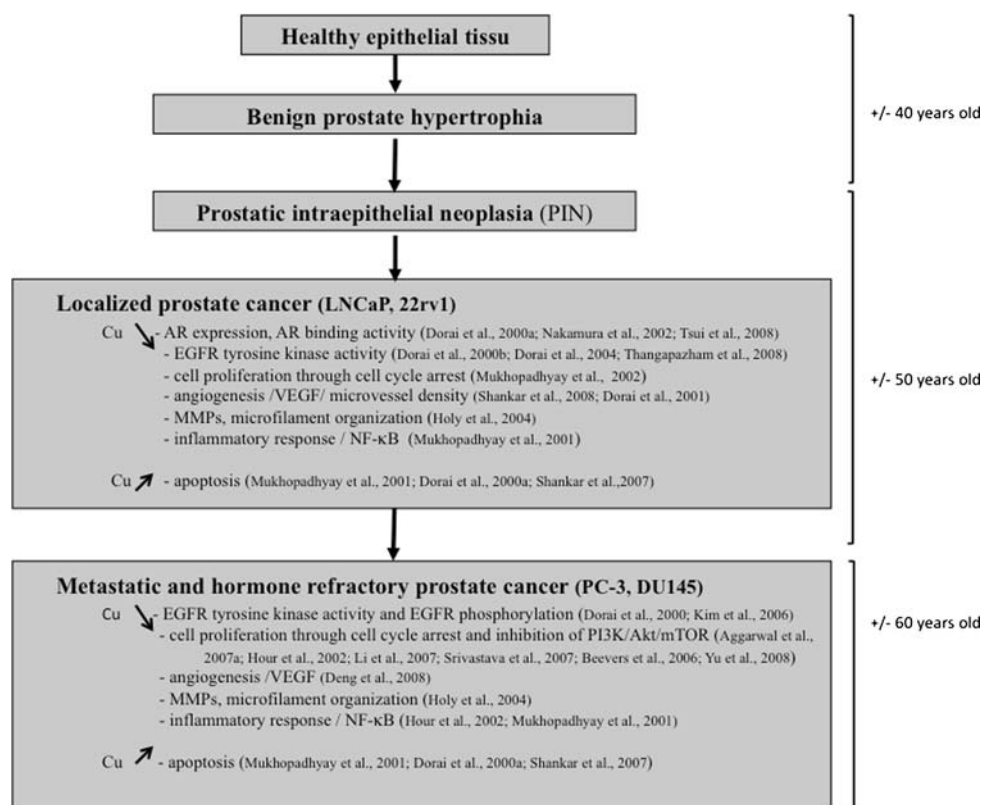 Healthy epithelial tissu
Benign prostate hypertrophia
+/- 40 years old
Prostatic intraepithelial neoplasia (PIN)
Localized prostate cancer (LNCaP, 22rv1)
Cu - AR expression, AR binding activity (Dorai et al., 2000a; Nakamura et al., 2002; Tsui et al., 2008)
- EGFR tyrosine kinase activity (Dorai et al., 2000b; Dorai et al., 2004; Thangapazham et al., 2008)
- cell proliferation through cell cycle arrest (Mukhopadhyay et al., 2002)
- angiogenesis /VEGF/ microvessel density (Shankar et al., 2008; Dorai et al., 2001)
- MMPs, microfilament organization (Holy et al., 2004)
- inflammatory response / NF-κB (Mukhopadhyay et al., 2001)
Cu - apoptosis (Mukhopadhyay et al., 2001; Dorai et al., 2000a; Shankar et al.,2007)
+/- 50 years old
Metastatic and hormone refractory prostate cancer (PC-3, DU145)
Cu - EGFR tyrosine kinase activity and EGFR phosphorylation (Dorai et al., 2000; Kim et al., 2006)
- cell proliferation through cell cycle arrest and inhibition of PI3K/Akt/mTOR (Aggarwal et al.,
2007a; Hour et al., 2002; Li et al., 2007; Srivastava et al., 2007; Beevers et al., 2006; Yu et al., 2008)
- angiogenesis /VEGF (Deng et al., 2008)
- MMPs, microfilament organization (Holy et al., 2004)
- inflammatory response / NF-κB (Hour et al., 2002; Mukhopadhyay et al., 2001)
Cu - apoptosis (Mukhopadhyay et al., 2001; Dorai et al., 2000a; Shankar et al., 2007)
+/- 60 years old